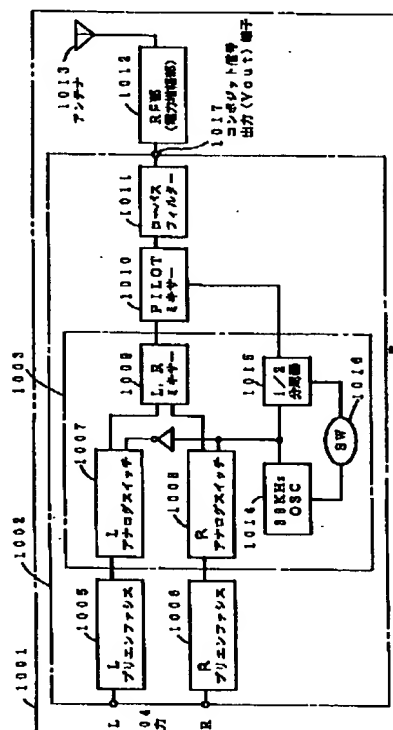 1001
1002
1003
1013
アンテナ
1012
RF部
(電力増幅部)
1017
コンポジット信号
出力(Vout)端子
1011
ローパス
フィルター
1010
PILOT
ミキサー
1009
L,R
ミキサー
1007
L
アナログスイッチ
1008
R
アナログスイッチ
1015
1/2
分周器
1014
38KHz
OSC
SW
1016
1005
L
プリエンファシス
1006
R
プリエンファシス
L
04
力
R